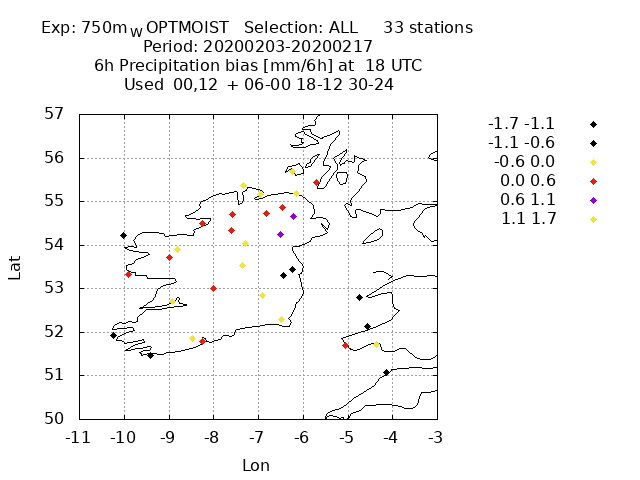 Exp: 750m_W OPTMOIST Selection: ALL 33 stations
Period: 20200203-20200217
6h Precipitation bias [mm/6h] at 18 UTC
Used 00,12 + 06-00 18-12 30-24
-1.7 -1.1
-1.1 -0.6
-0.6 0.0
0.0 0.6
0.6 1.1
1.1 1.7
57
56
55
54
53
52
51
50
Lat
-11 -10 -9 -8 -7 -6 -5 -4 -3
Lon